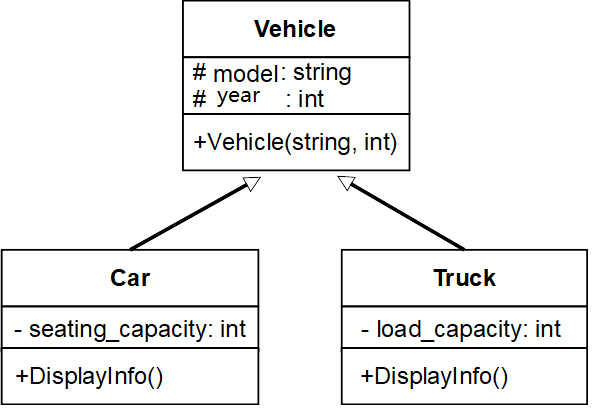 Vehicle
# model: string
# year : int
+Vehicle(string, int)
Car
- seating_capacity: int
+DisplayInfo()
Truck
- load_capacity: int
+DisplayInfo()